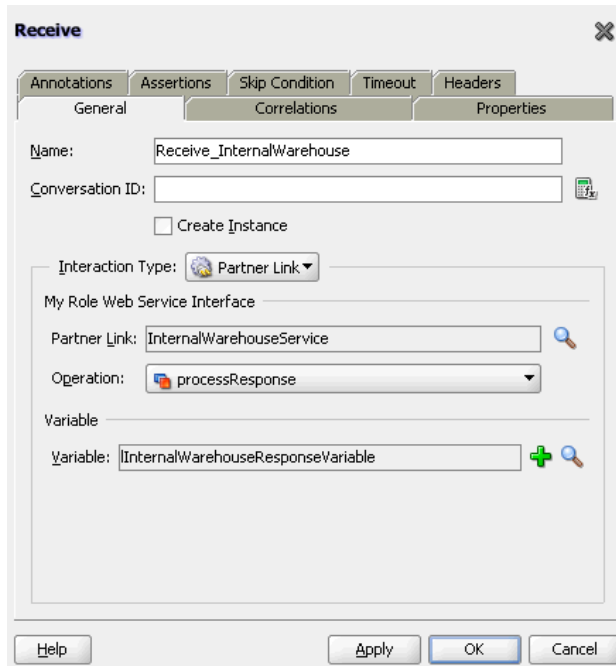 Receive
Annotations Assertions Skip Condition Timeout Headers
General Correlations Properties
Name: Receive_InternalWarehouse
Conversation ID:
Create Instance
Interaction Type: Partner Link
My Role Web Service Interface
Partner Link: InternalWarehouseService
Operation: processResponse
Variable
Variable: lInternalWarehouseResponseVariable
Help Apply OK Cancel